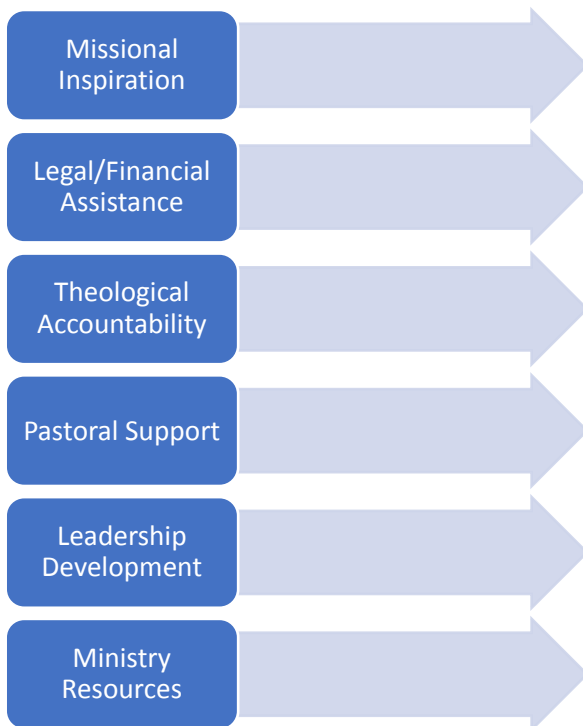 Missional
Inspiration
Legal/Financial
Assistance
Theological
Accountability
Pastoral Support
Leadership
Development
Ministry
Resources